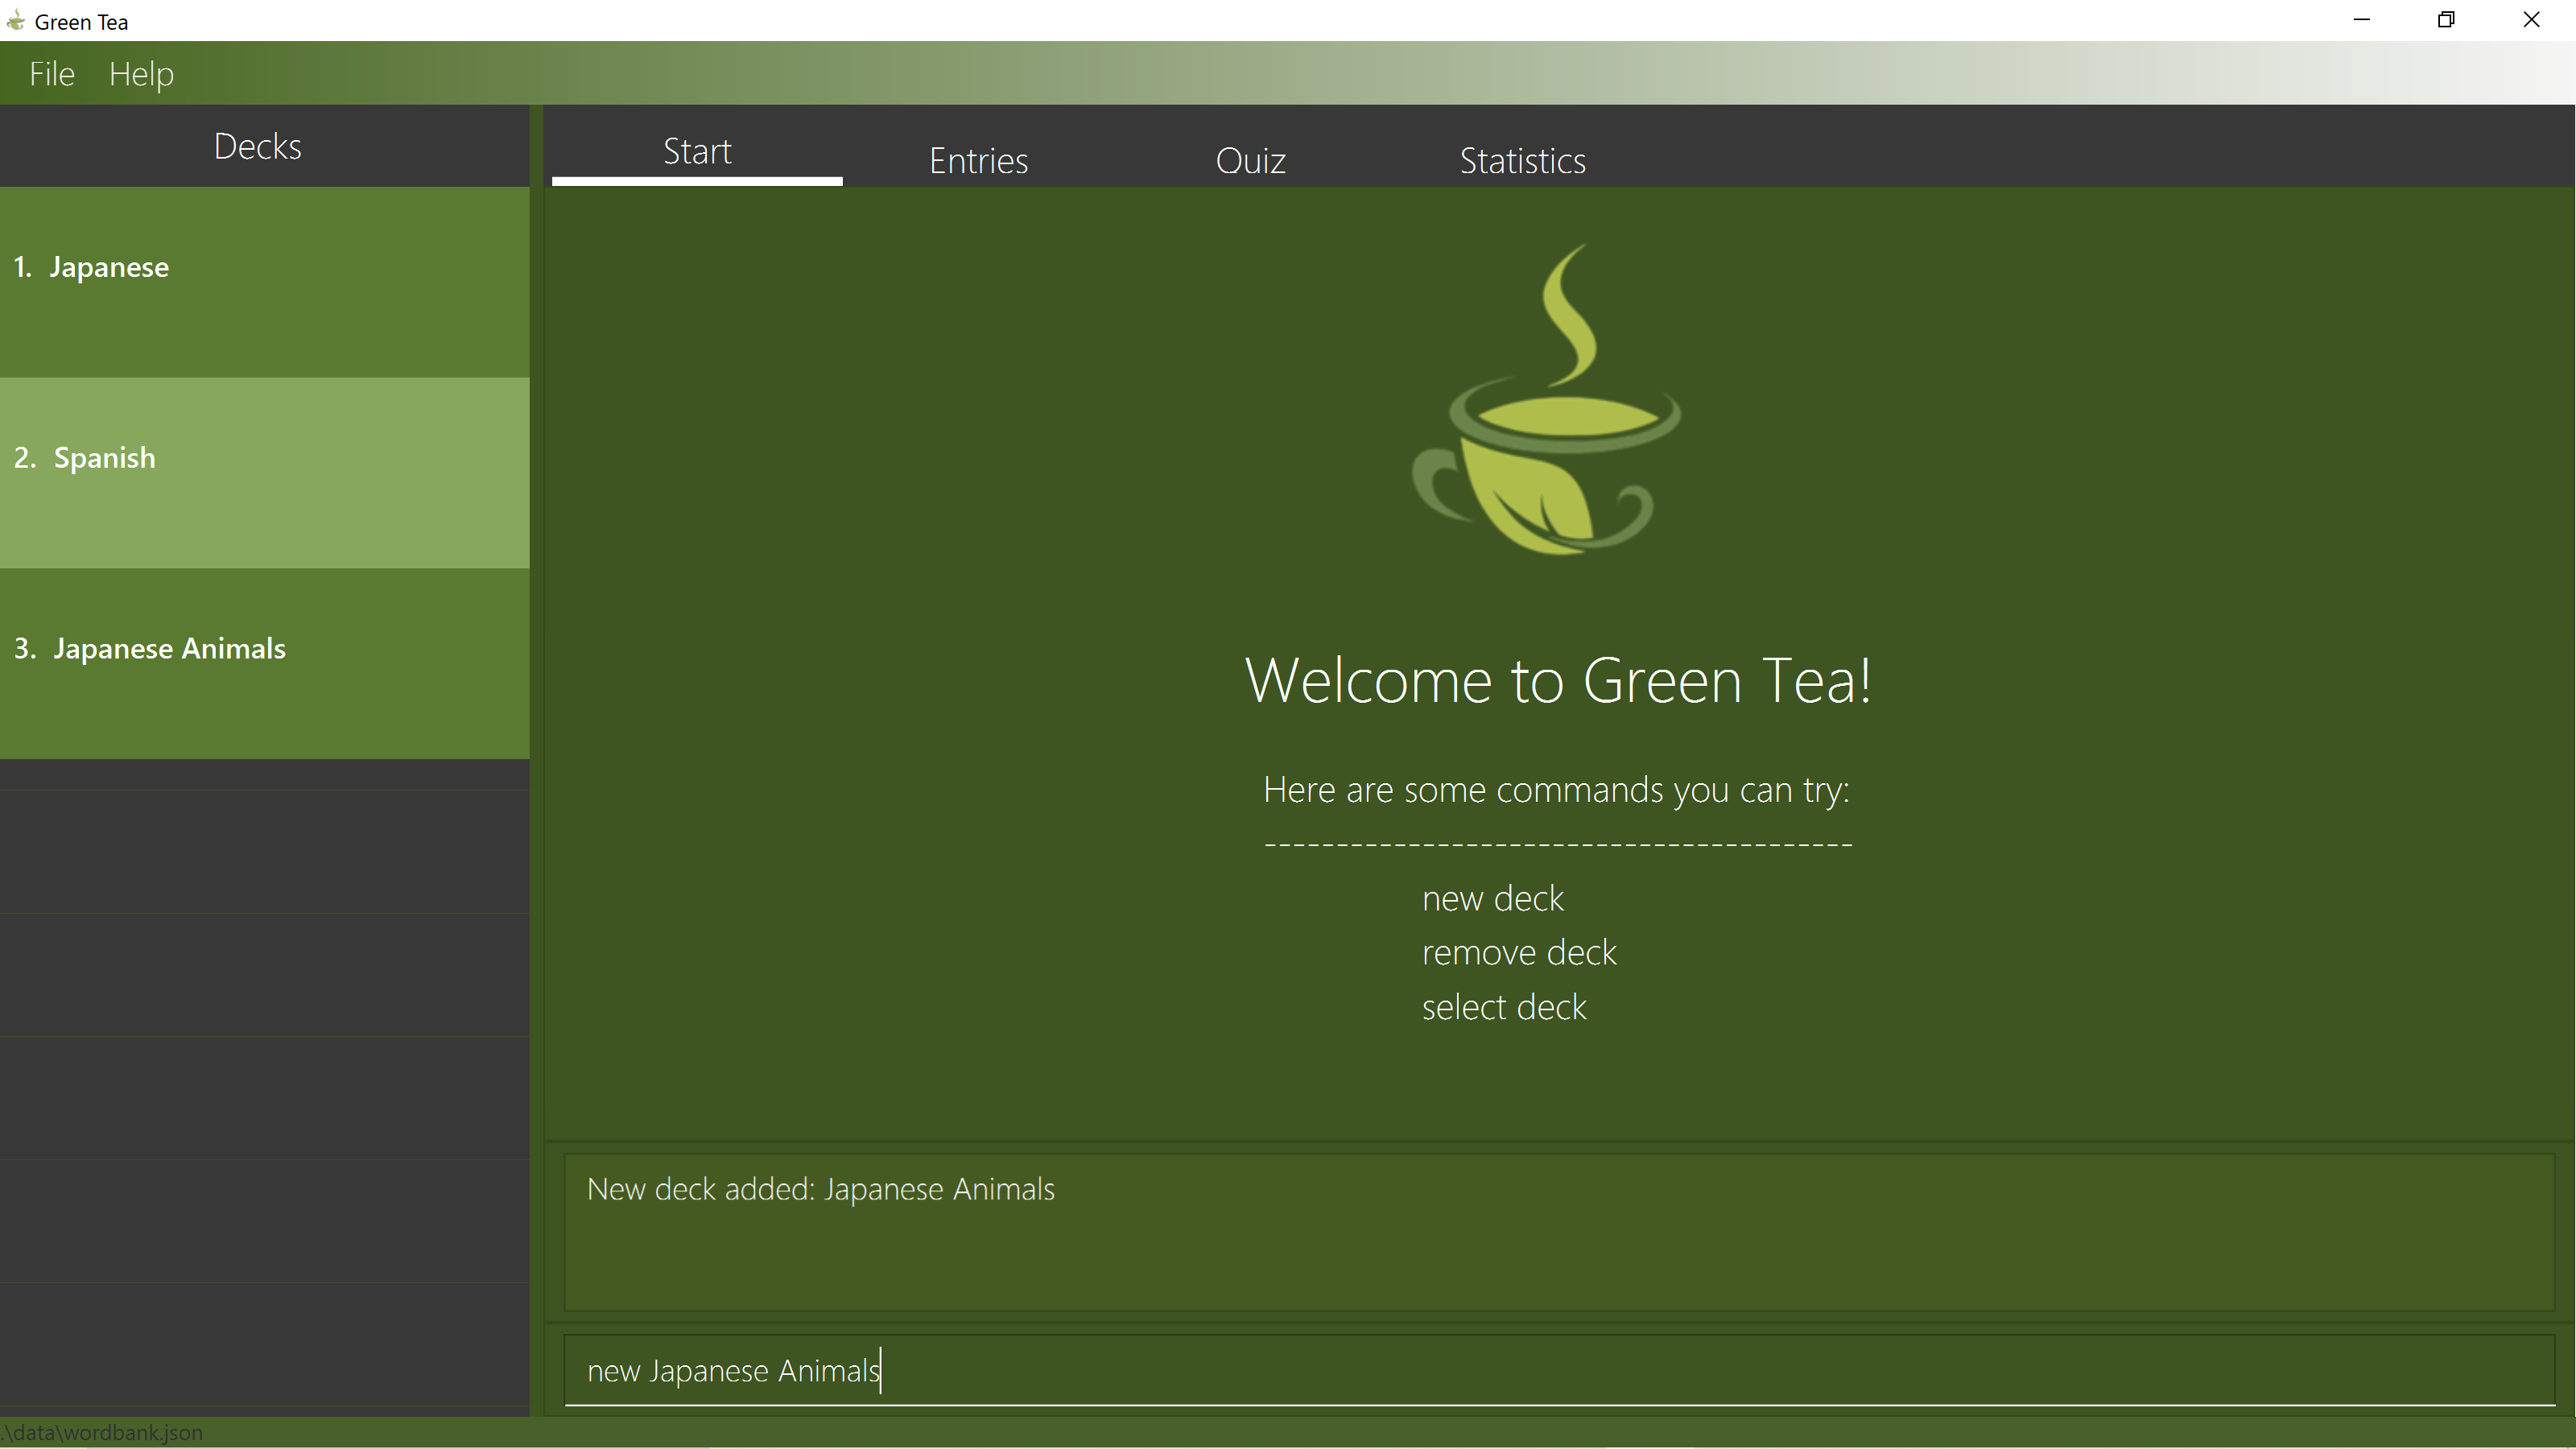 Green Tea
File Help
Decks
Start Entries Quiz Statistics
1. Japanese
2. Spanish
3. Japanese Animals
Welcome to Green Tea!
Here are some commands you can try:
-----------------------------------------
new deck
remove deck
select deck
New deck added: Japanese Animals
new Japanese Animals
.\data\wordbank.json